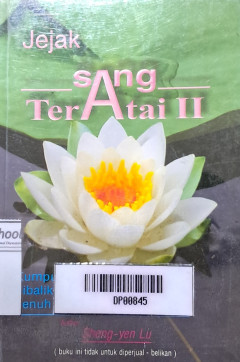 Jejak
sAng
TerAtai II
DP00845
Sheng-yen Lu
( buku ini tidak untuk diperjual - belikan )